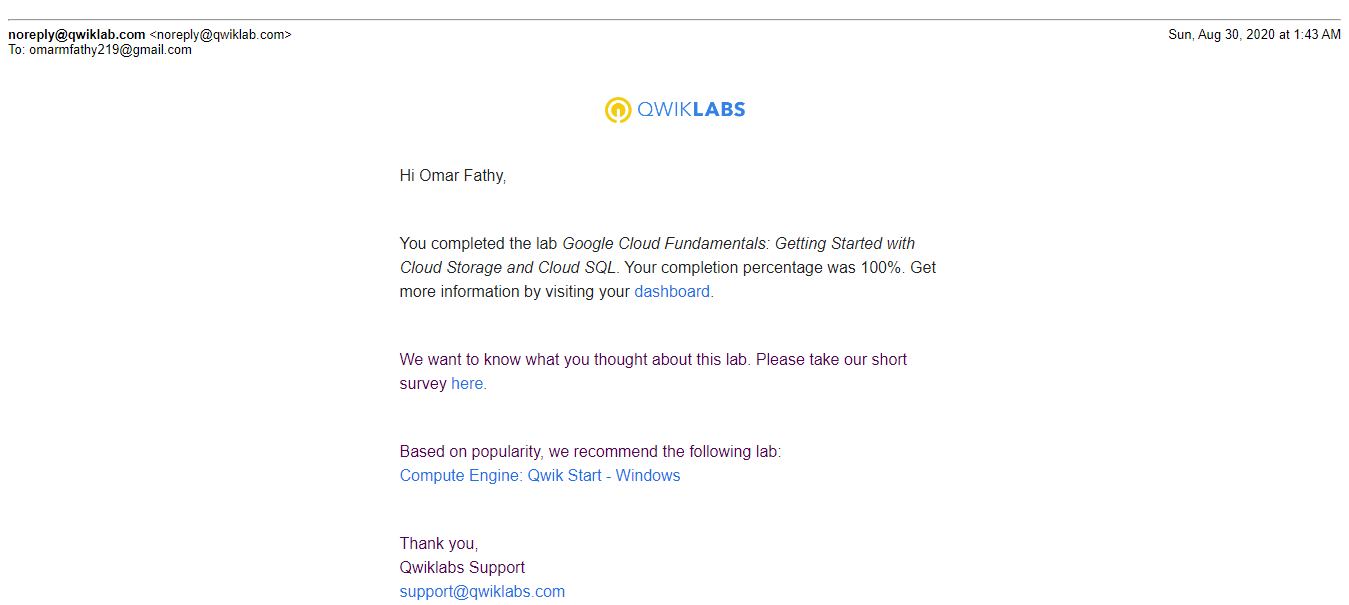 noreply@qwiklab.com <noreply@qwiklab.com>
Sun, Aug 30, 2020 at 1:43 AM
To: omarmfathy219@gmail.com
QWIKLABS
Hi Omar Fathy,
You completed the lab Google Cloud Fundamentals: Getting Started with
Cloud Storage and Cloud SQL. Your completion percentage was 100%. Get
more information by visiting your dashboard.
We want to know what you thought about this lab. Please take our short
survey here.
Based on popularity, we recommend the following lab:
Compute Engine: Qwik Start - Windows
Thank you,
Qwiklabs Support
support@qwiklabs.com